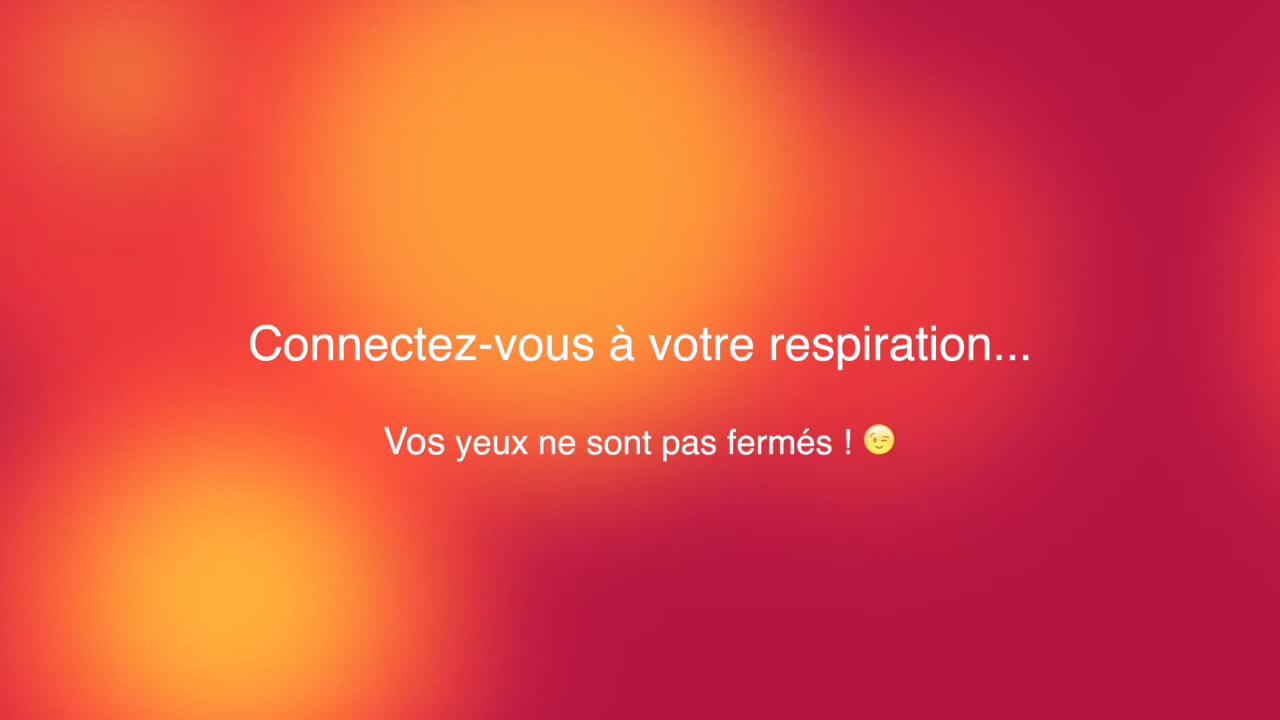 Connectez-vous à votre respiration...
Vos yeux ne sont pas fermés ! 😉